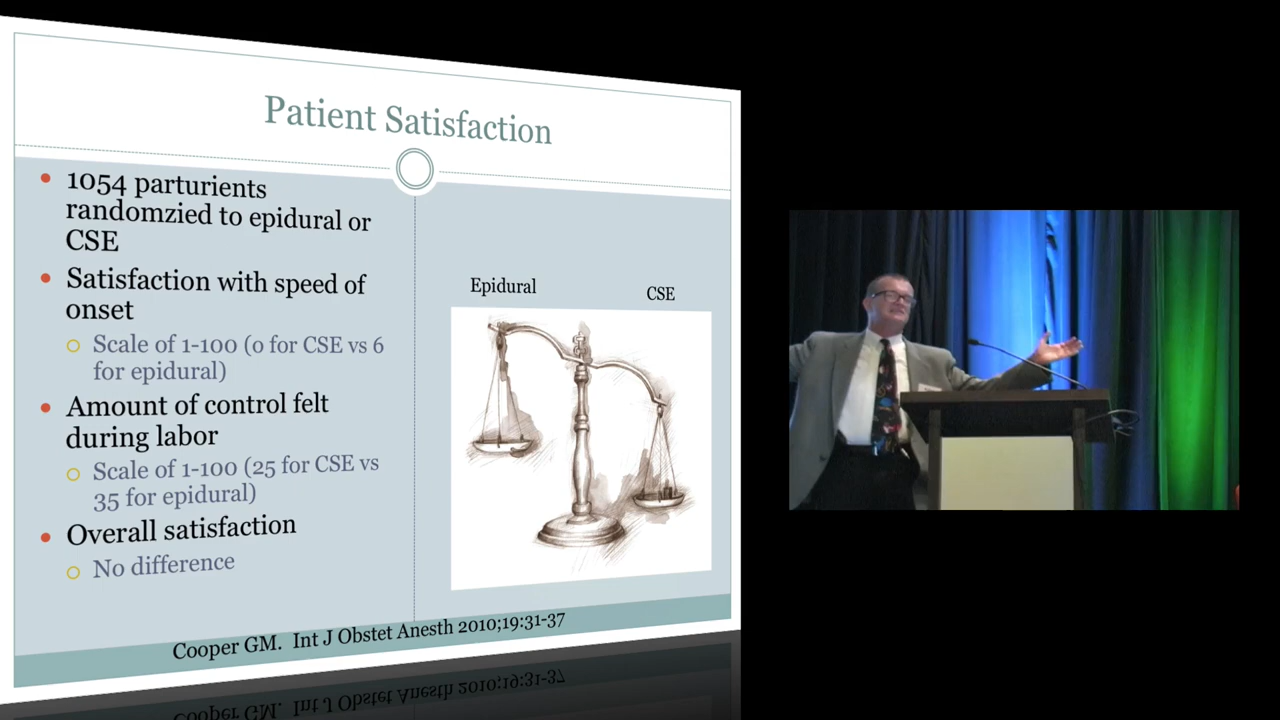 Patient Satisfaction
1054 parturients
randomzied to epidural or
CSE
Satisfaction with speed of
onset
Scale of 1-100 (0 for CSE vs 6
for epidural)
Amount of control felt
during labor
Scale of 1-100 (25 for CSE vs
35 for epidural)
Overall satisfaction
No difference
Epidural
CSE
Cooper GM. Int J Obstet Anesth 2010;19:31-37